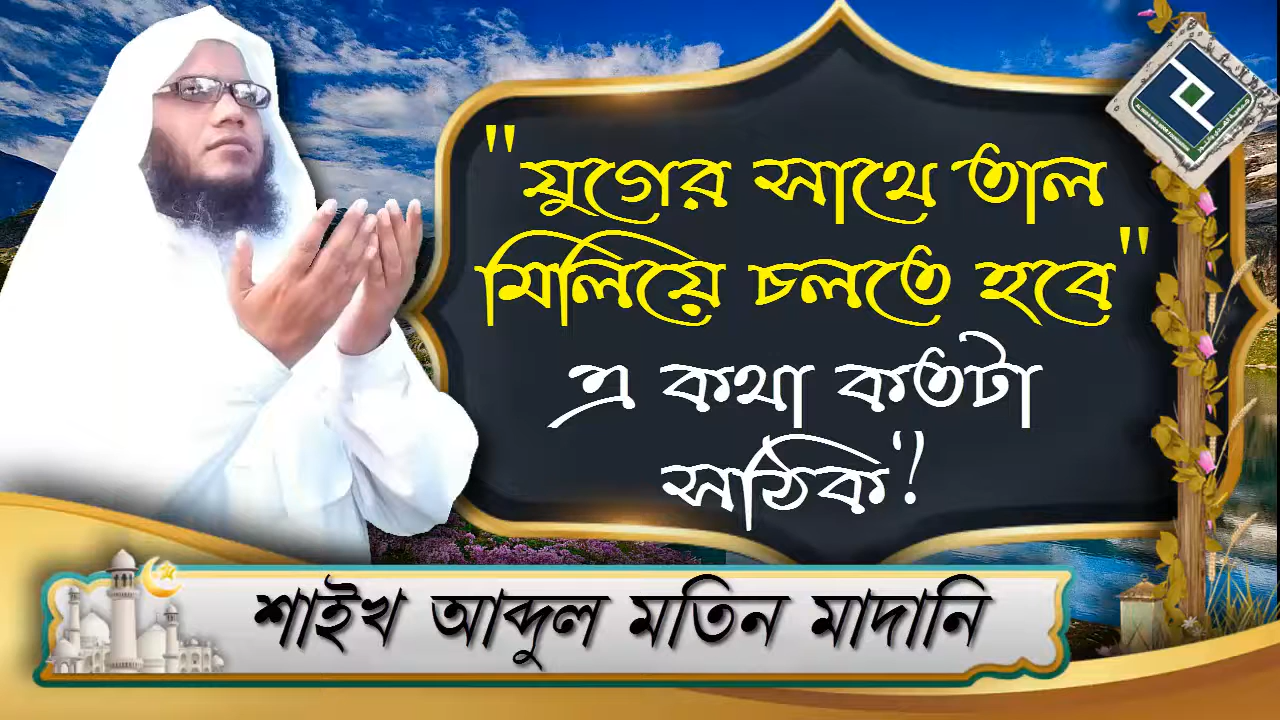 "যুগের সাথে তাল
মিলিয়ে চলতে হবে"
এ কথা কতটা
সঠিক?
শাইখ আব্দুল মতিন মাদানি